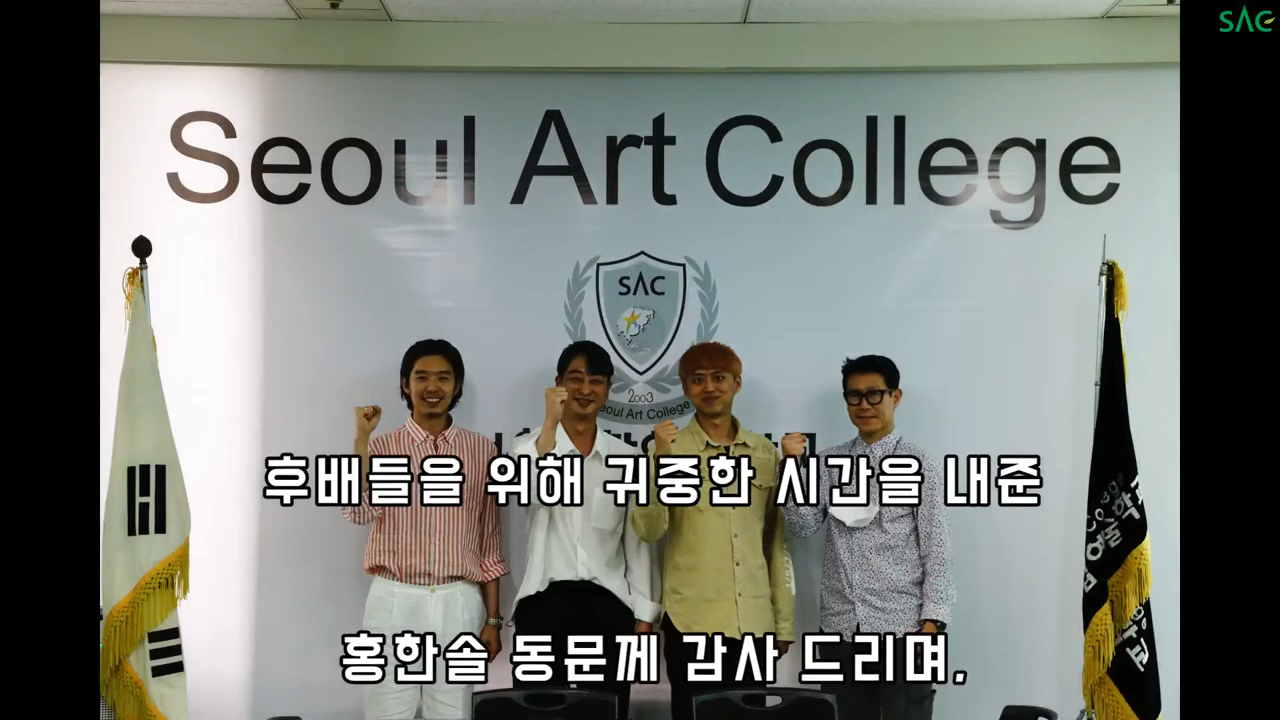 SAC
Seoul Art College
SAC
2003
Seoul Art College
후배들을 위해 귀중한 시간을 내준
홍한솔 동문께 감사 드리며,